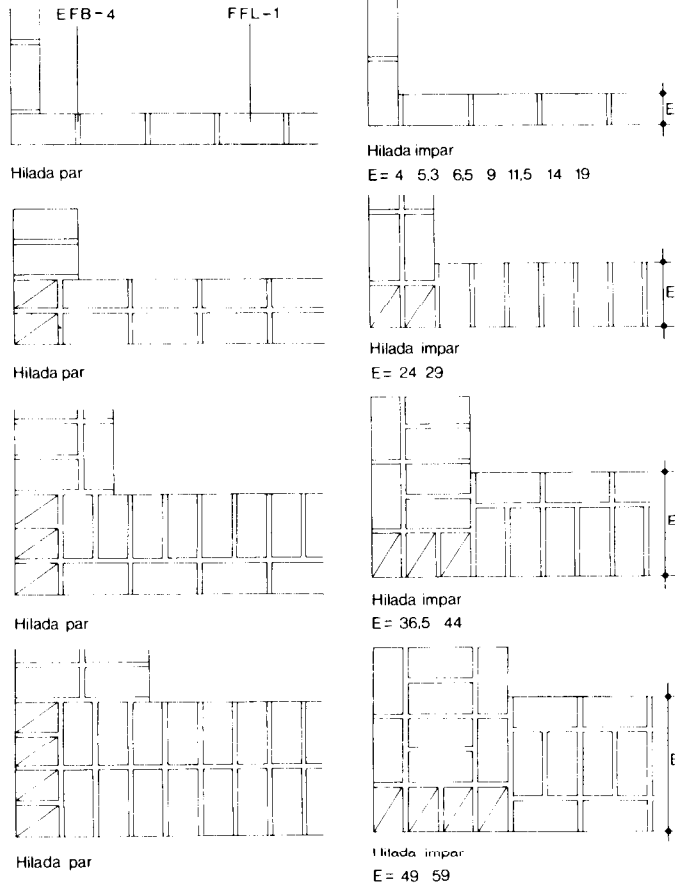 EFB-4 FFL-1
E
Hilada par
Hilada impar
E= 4 5,3 6,5 9 11,5 14 19
E
Hilada par
Hilada impar
E= 24 29
E
Hilada par
Hilada impar
E= 36,5 44
E
Hilada par
Hilada impar
E= 49 59